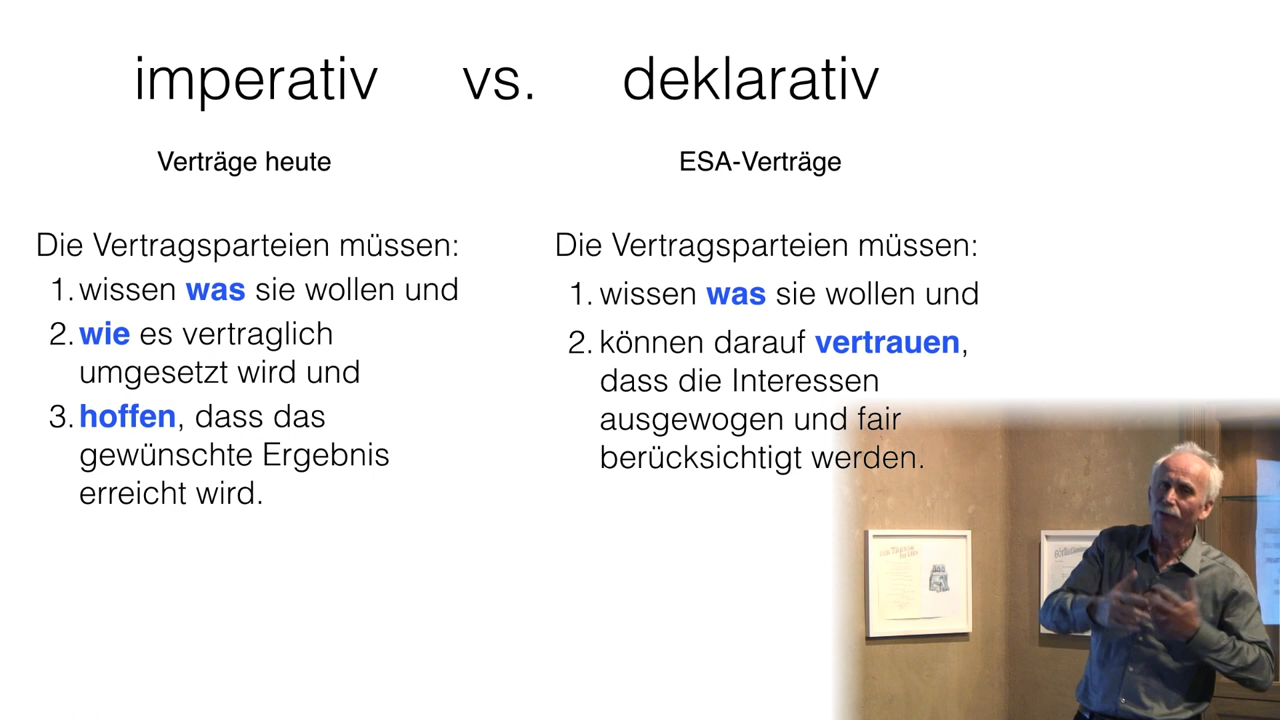 imperativ vs. deklarativ
Verträge heute
ESA-Verträge
Die Vertragsparteien müssen:
1. wissen was sie wollen und
2. wie es vertraglich
umgesetzt wird und
3. hoffen, dass das
gewünschte Ergebnis
erreicht wird.
Die Vertragsparteien müssen:
1. wissen was sie wollen und
2. können darauf vertrauen,
dass die Interessen
ausgewogen und fair
berücksichtigt werden.